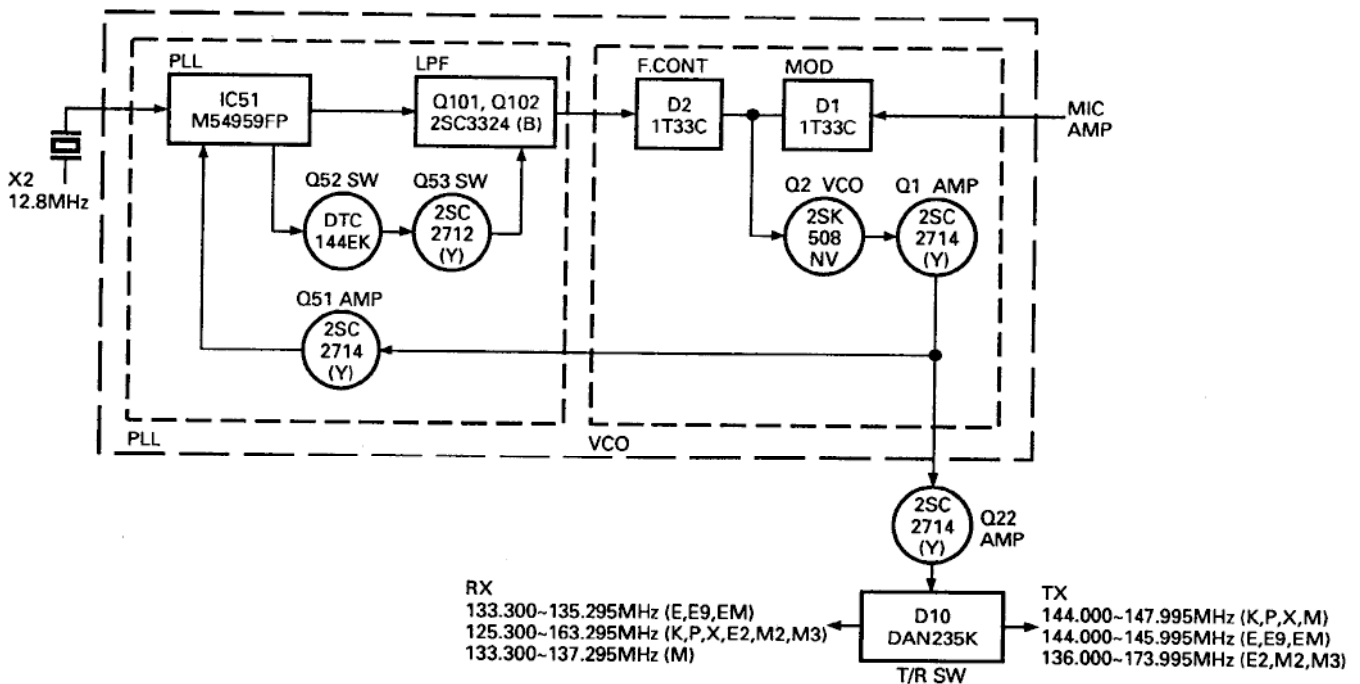 PLL
IC51
M54959FP
LPF
Q101, Q102
2SC3324 (B)
F.CONT
D2
1T33C
MOD
D1
1T33C
MIC
AMP
X2
12.8MHz
Q52 SW
DTC
144EK
Q53 SW
2SC
2712
(Y)
Q2 VCO
2SK
508
NV
Q1 AMP
2SC
2714
(Y)
Q51 AMP
2SC
2714
(Y)
PLL
VCO
2SC
2714
(Y)
Q22
AMP
RX
133.300~135.295MHz (E,E9,EM)
125.300~163.295MHz (K,P,X,E2,M2,M3)
133.300~137.295MHz (M)
D10
DAN235K
T/R SW
TX
144.000~147.995MHz (K,P,X,M)
144.000~145.995MHz (E,E9,EM)
136.000~173.995MHz (E2,M2,M3)